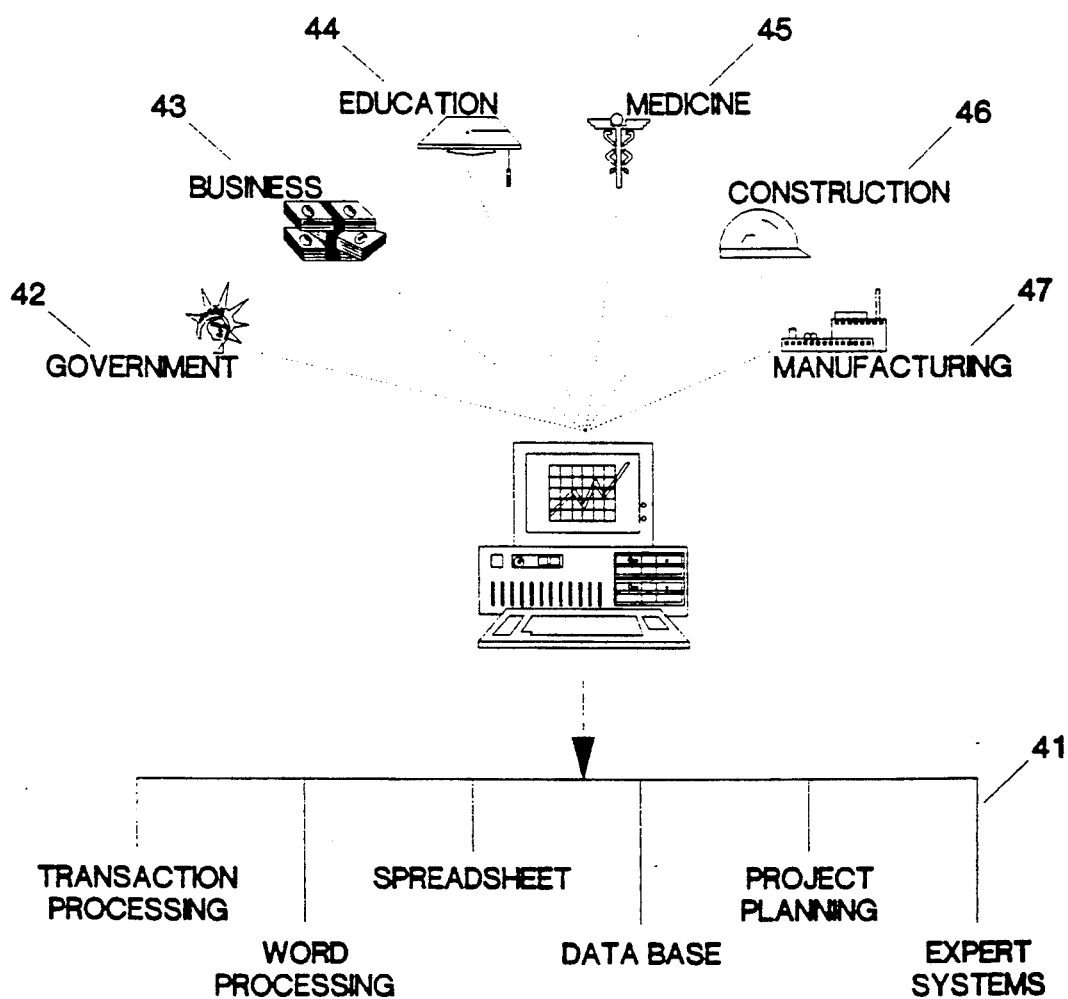 44
45
EDUCATION
MEDICINE
43
46
BUSINESS
CONSTRUCTION
42
47
GOVERNMENT
MANUFACTURING
41
TRANSACTION
PROCESSING
SPREADSHEET
PROJECT
PLANNING
WORD
PROCESSING
DATA BASE
EXPERT
SYSTEMS